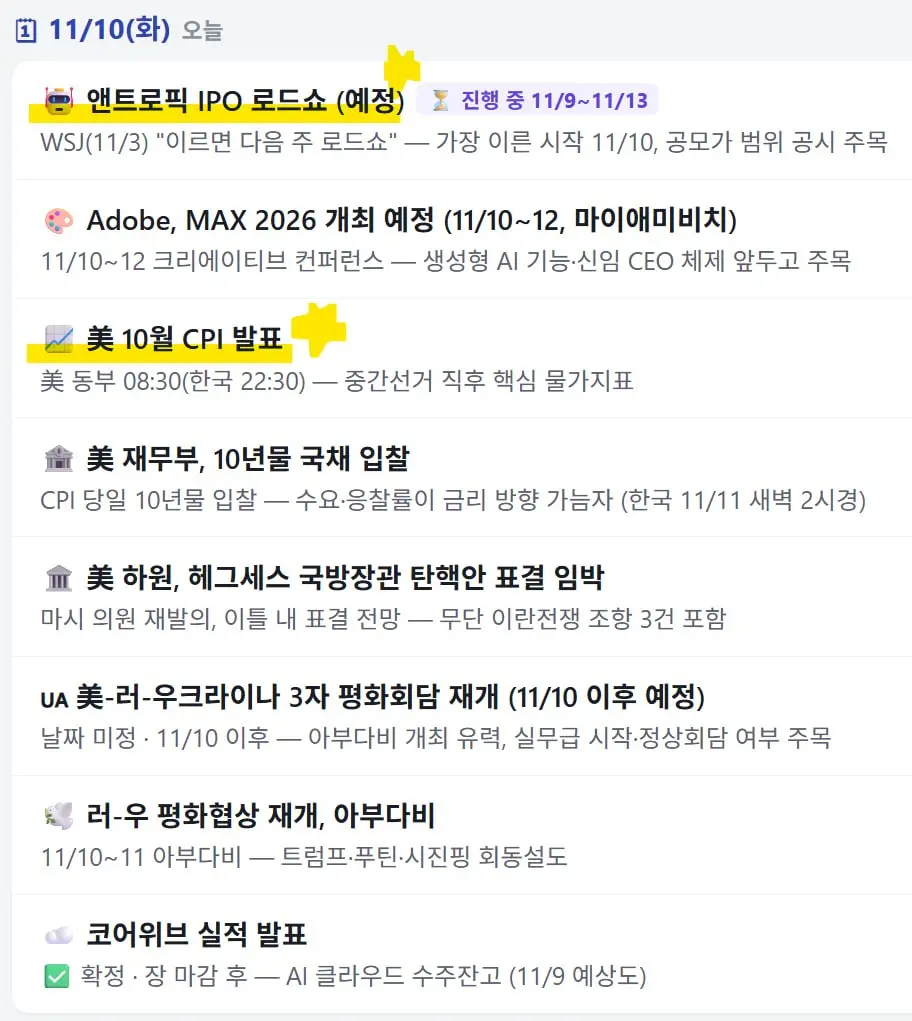 11/10(화) 오늘
앤트로픽 IPO 로드쇼 (예정) ⏳ 진행 중 11/9~11/13
WSJ(11/3) "이르면 다음 주 로드쇼" — 가장 이른 시작 11/10, 공모가 범위 공시 주목
Adobe, MAX 2026 개최 예정 (11/10~12, 마이애미비치)
11/10~12 크리에이티브 컨퍼런스 — 생성형 AI 기능·신임 CEO 체제 앞두고 주목
美 10월 CPI 발표
美 동부 08:30(한국 22:30) — 중간선거 직후 핵심 물가지표
美 재무부, 10년물 국채 입찰
CPI 당일 10년물 입찰 — 수요·응찰률이 금리 방향 가늠자 (한국 11/11 새벽 2시경)
美 하원, 헤그세스 국방장관 탄핵안 표결 임박
마시 의원 재발의, 이틀 내 표결 전망 — 무단 이란전쟁 조항 3건 포함
UA 美-러-우크라이나 3자 평화회담 재개 (11/10 이후 예정)
날짜 미정 · 11/10 이후 — 아부다비 개최 유력, 실무급 시작·정상회담 여부 주목
러-우 평화협상 재개, 아부다비
11/10~11 아부다비 — 트럼프·푸틴·시진핑 회동설도
코어위브 실적 발표
✅ 확정 · 장 마감 후 — AI 클라우드 수주잔고 (11/9 예상도)